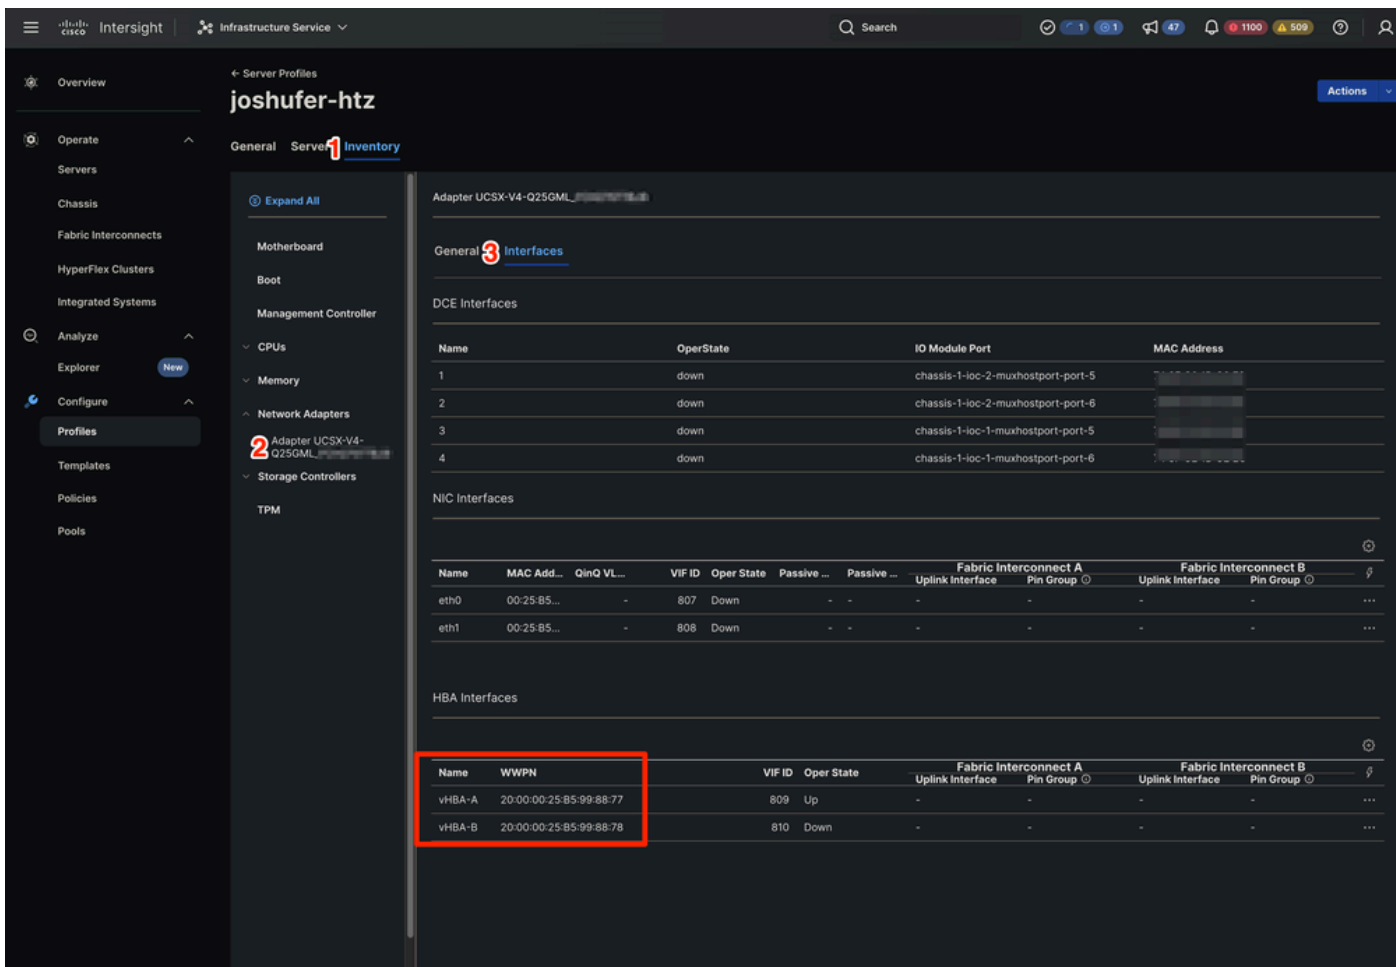 cisco Intersight Infrastructure Service Search 1 1 47 1100 509
Overview
Operate
Servers
Chassis
Fabric Interconnects
HyperFlex Clusters
Integrated Systems
Analyze
Explorer New
Configure
Profiles
Templates
Policies
Pools
← Server Profiles
joshufer-htz
Actions
General Server 1 Inventory
Expand All
Motherboard
Boot
Management Controller
CPUs
Memory
Network Adapters
2 Adapter UCSX-V4-
Q25GML_
Storage Controllers
TPM
Adapter UCSX-V4-Q25GML_
General 3 Interfaces
DCE Interfaces
Name OperState IO Module Port MAC Address
1 down chassis-1-ioc-2-muxhostport-port-5
2 down chassis-1-ioc-2-muxhostport-port-6
3 down chassis-1-ioc-1-muxhostport-port-5
4 down chassis-1-ioc-1-muxhostport-port-6
NIC Interfaces
Fabric Interconnect A Fabric Interconnect B
Name MAC Add... QinQ VL... VIF ID Oper State Passive ... Passive ... Uplink Interface Pin Group Uplink Interface Pin Group
eth0 00:25:B5... - 807 Down - - - - - - ...
eth1 00:25:B5... - 808 Down - - - - - - ...
HBA Interfaces
Fabric Interconnect A Fabric Interconnect B
Name WWPN VIF ID Oper State Uplink Interface Pin Group Uplink Interface Pin Group
vHBA-A 20:00:00:25:B5:99:88:77 809 Up - - - - ...
vHBA-B 20:00:00:25:B5:99:88:78 810 Down - - - - ...